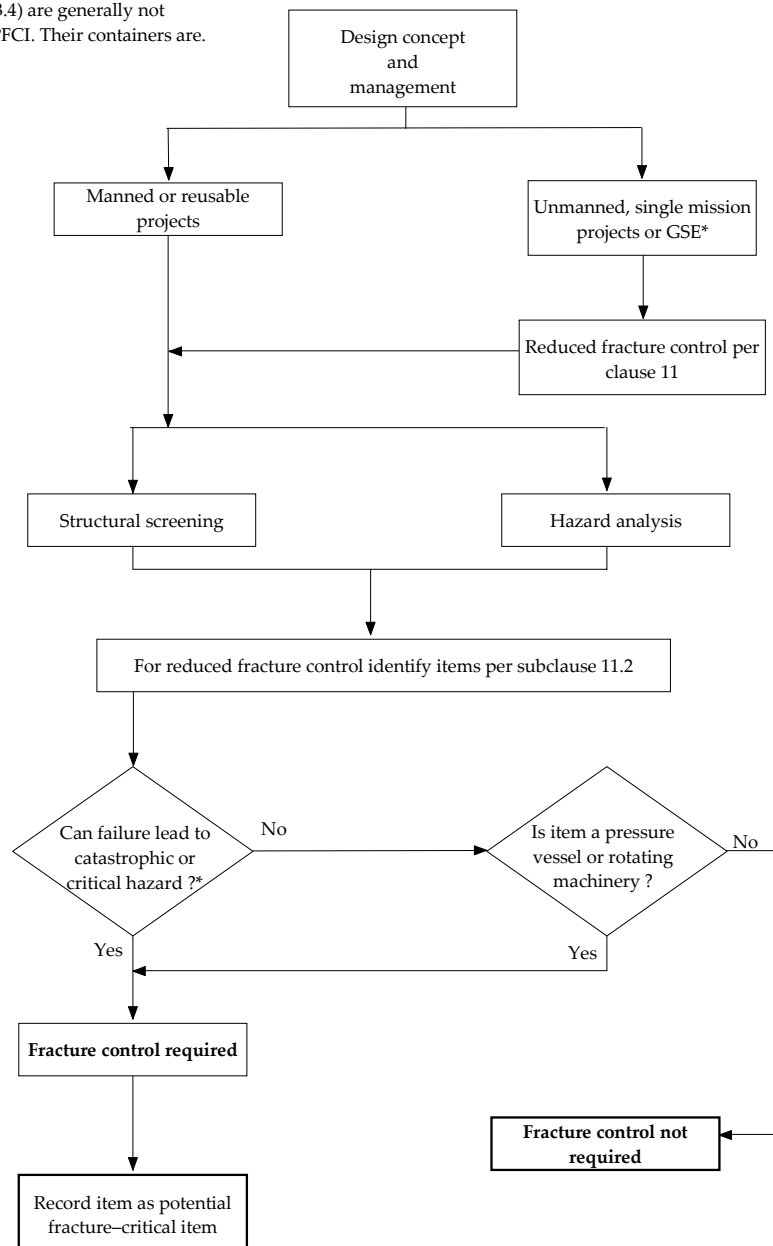 3.4) are generally not
PFCI. Their containers are.
Design concept
and
management
Manned or reusable
projects
Unmanned, single mission
projects or GSE*
Reduced fracture control per
clause 11
Structural screening
Hazard analysis
For reduced fracture control identify items per subclause 11.2
Can failure lead to
catastrophic or
critical hazard ?*
No
Is item a pressure
vessel or rotating
machinery ?
No
Yes
Yes
Fracture control required
Fracture control not
required
Record item as potential
fracture–critical item